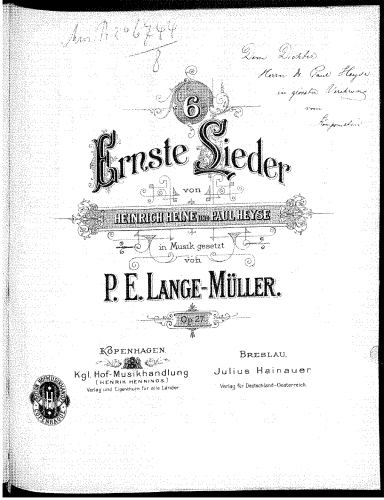 Dem Dichter
Herrn Dr. Paul Heyse
in grösster Verehrung
vom
Componisten
6
Ernste Lieder
von
HEINRICH HEINE UND PAUL HEYSE
in Musik gesetzt
von
P. E. LANGE-MÜLLER.
Op. 27.
KOPENHAGEN,
Kgl. Hof-Musikhandlung
(HENRIK HENNINGS)
Verlag und Eigenthum für alle Länder
BRESLAU,
Julius Hainauer
Verlag für Deutschland-Oesterreich.